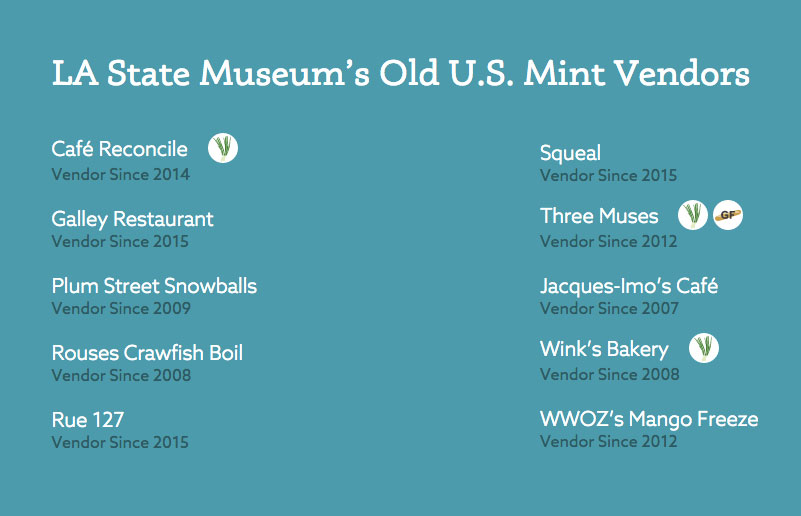 LA State Museum’s Old U.S. Mint Vendors
Café Reconcile
Vendor Since 2014
Galley Restaurant
Vendor Since 2015
Plum Street Snowballs
Vendor Since 2009
Rouses Crawfish Boil
Vendor Since 2008
Rue 127
Vendor Since 2015
Squeal
Vendor Since 2015
Three Muses
GF
Vendor Since 2012
Jacques-Imo’s Café
Vendor Since 2007
Wink’s Bakery
Vendor Since 2008
WWOZ’s Mango Freeze
Vendor Since 2012